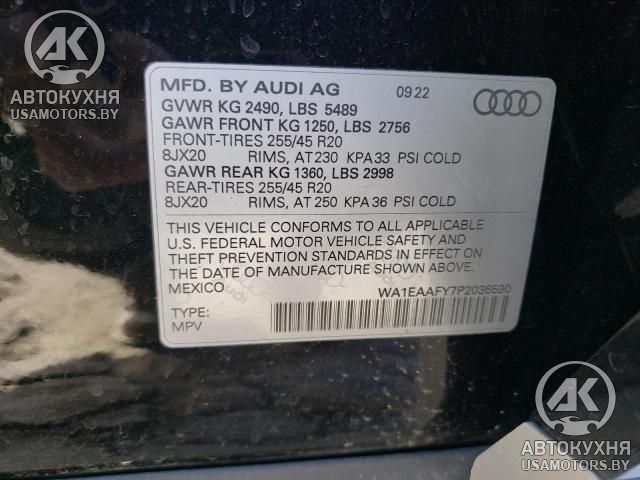 AK
АВТОКУХНЯ
USAMOTORS.BY
MFD. BY AUDI AG 09 22
GVWR KG 2490, LBS 5489
GAWR FRONT KG 1250, LBS 2756
FRONT-TIRES 255/45 R20
8JX20 RIMS, AT 230 KPA 33 PSI COLD
GAWR REAR KG 1360, LBS 2998
REAR-TIRES 255/45 R20
8JX20 RIMS, AT 250 KPA 36 PSI COLD
THIS VEHICLE CONFORMS TO ALL APPLICABLE
U.S. FEDERAL MOTOR VEHICLE SAFETY AND
THEFT PREVENTION STANDARDS IN EFFECT ON
THE DATE OF MANUFACTURE SHOWN ABOVE.
MEXICO WA1EAAFY7P2036590
TYPE:
MPV
AK
АВТОКУХНЯ
USAMOTORS.BY